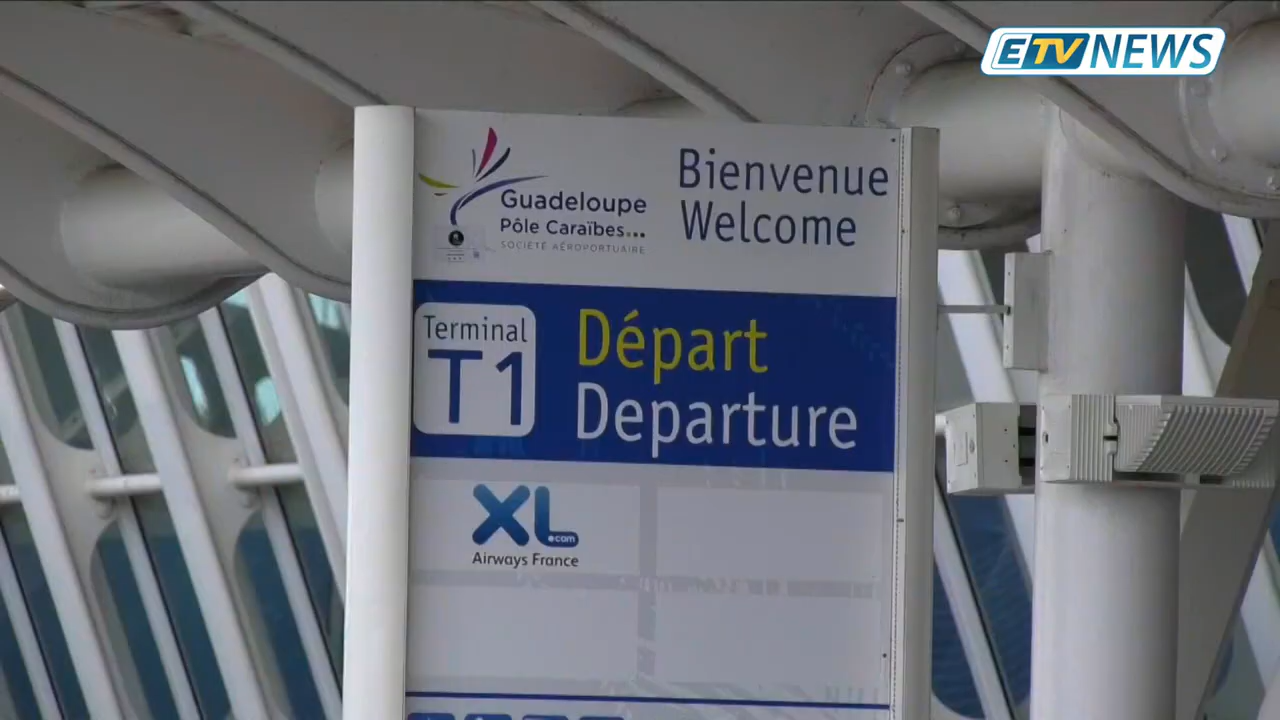 ETV NEWS
Guadeloupe
Pôle Caraïbes...
SOCIÉTÉ AÉROPORTUAIRE
Bienvenue
Welcome
Terminal
T1
Départ
Departure
XL.com
Airways France